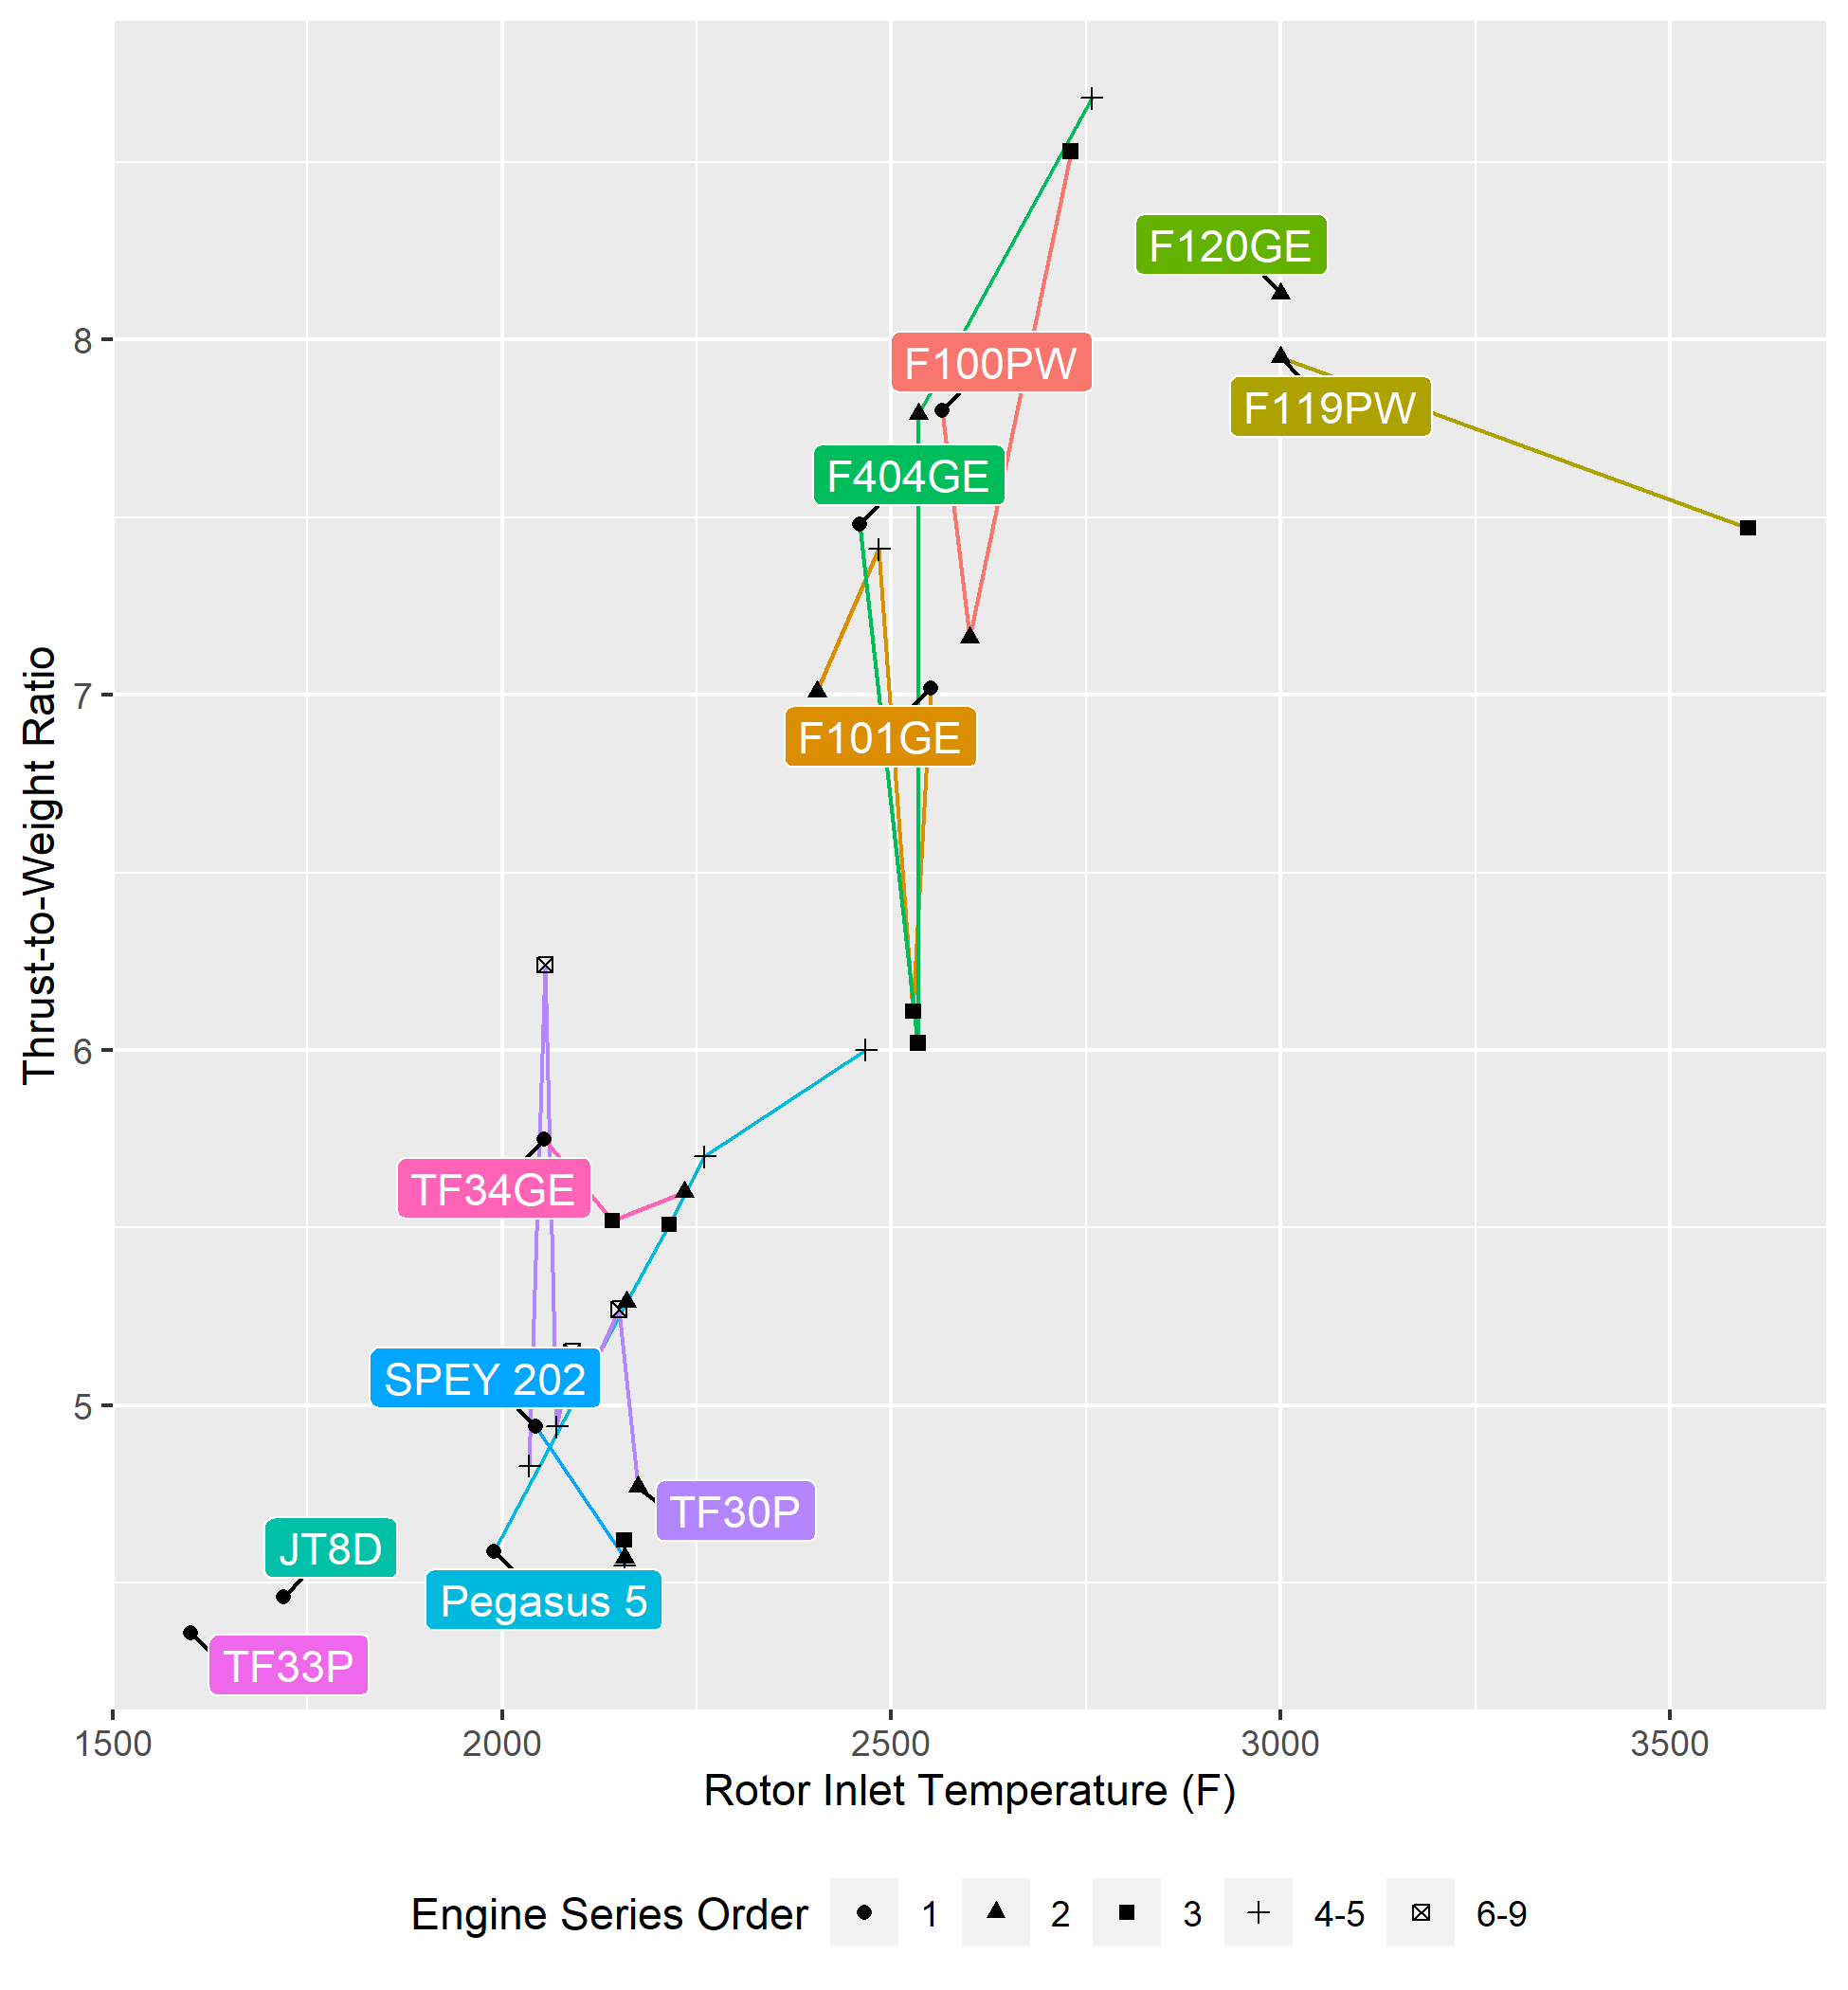 F120GE
8
F100PW
F119PW
F404GE
7
F101GE
Thrust-to-Weight Ratio
6
TF34GE
SPEY 202
5
TF30P
JT8D
Pegasus 5
TF33P
1500 2000 2500 3000 3500
Rotor Inlet Temperature (F)
Engine Series Order 1 2 3 4-5 6-9